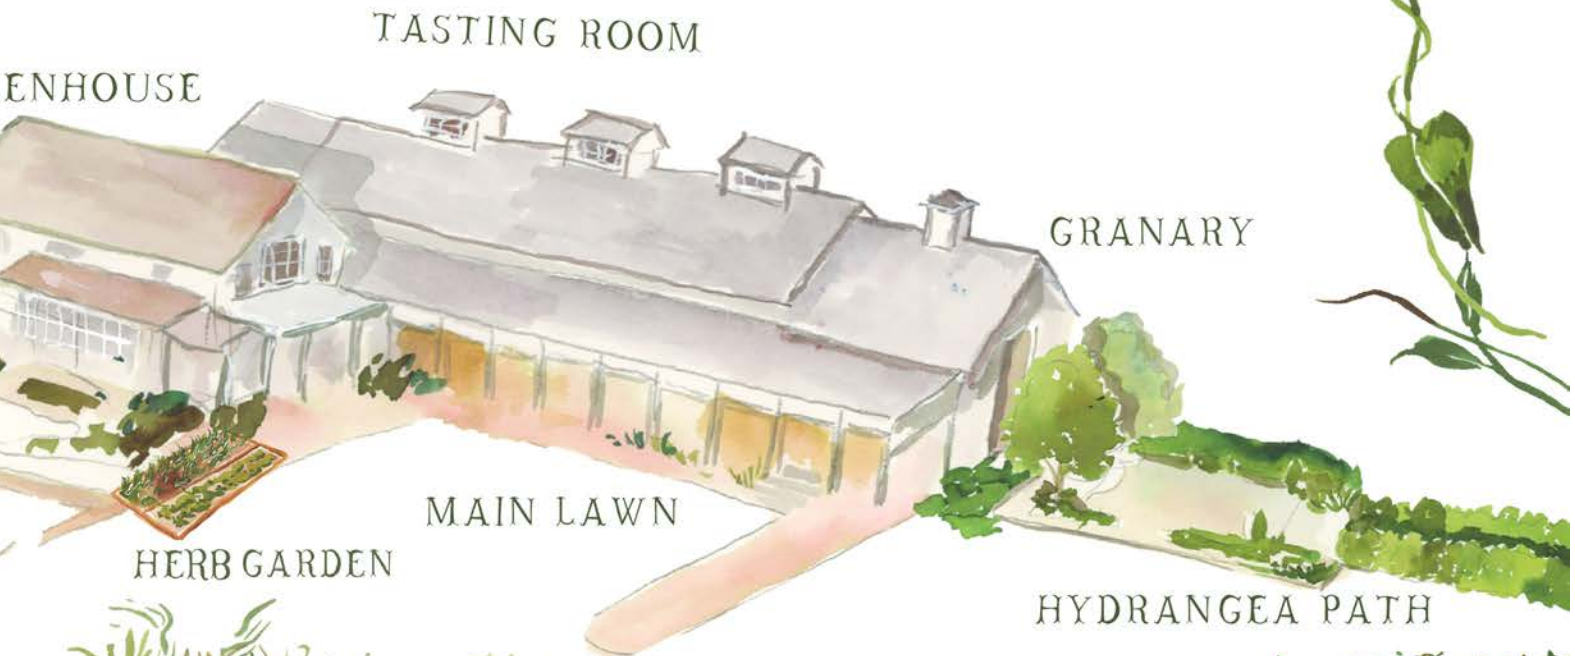 TASTING ROOM
ENHOUSE
GRANARY
MAIN LAWN
HERB GARDEN
HYDRANGEA PATH